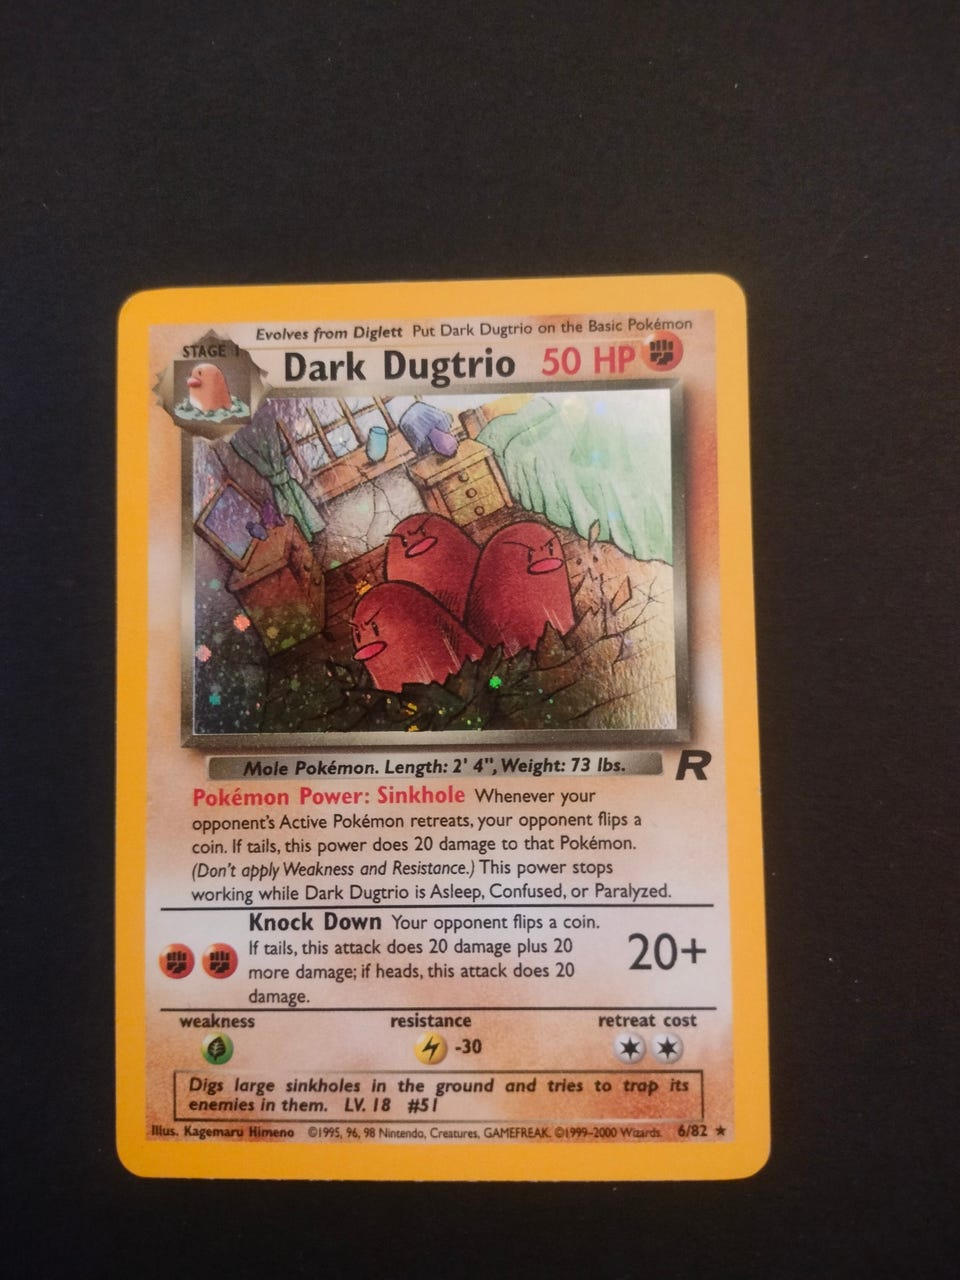 Evolves from Diglett Put Dark Dugtrio on the Basic Pokémon
STAGE 1
Dark Dugtrio 50 HP
Mole Pokémon. Length: 2' 4", Weight: 73 lbs.
R
Pokémon Power: Sinkhole Whenever your
opponent's Active Pokémon retreats, your opponent flips a
coin. If tails, this power does 20 damage to that Pokémon.
(Don't apply Weakness and Resistance.) This power stops
working while Dark Dugtrio is Asleep, Confused, or Paralyzed.
Knock Down Your opponent flips a coin.
If tails, this attack does 20 damage plus 20
more damage; if heads, this attack does 20
damage.
20+
weakness resistance retreat cost
-30
Digs large sinkholes in the ground and tries to trap its
enemies in them. LV. 18 #51
Illus. Kagemaru Himeno ©1995, 96, 98 Nintendo, Creatures, GAMEFREAK. ©1999-2000 Wizards. 6/82 ★